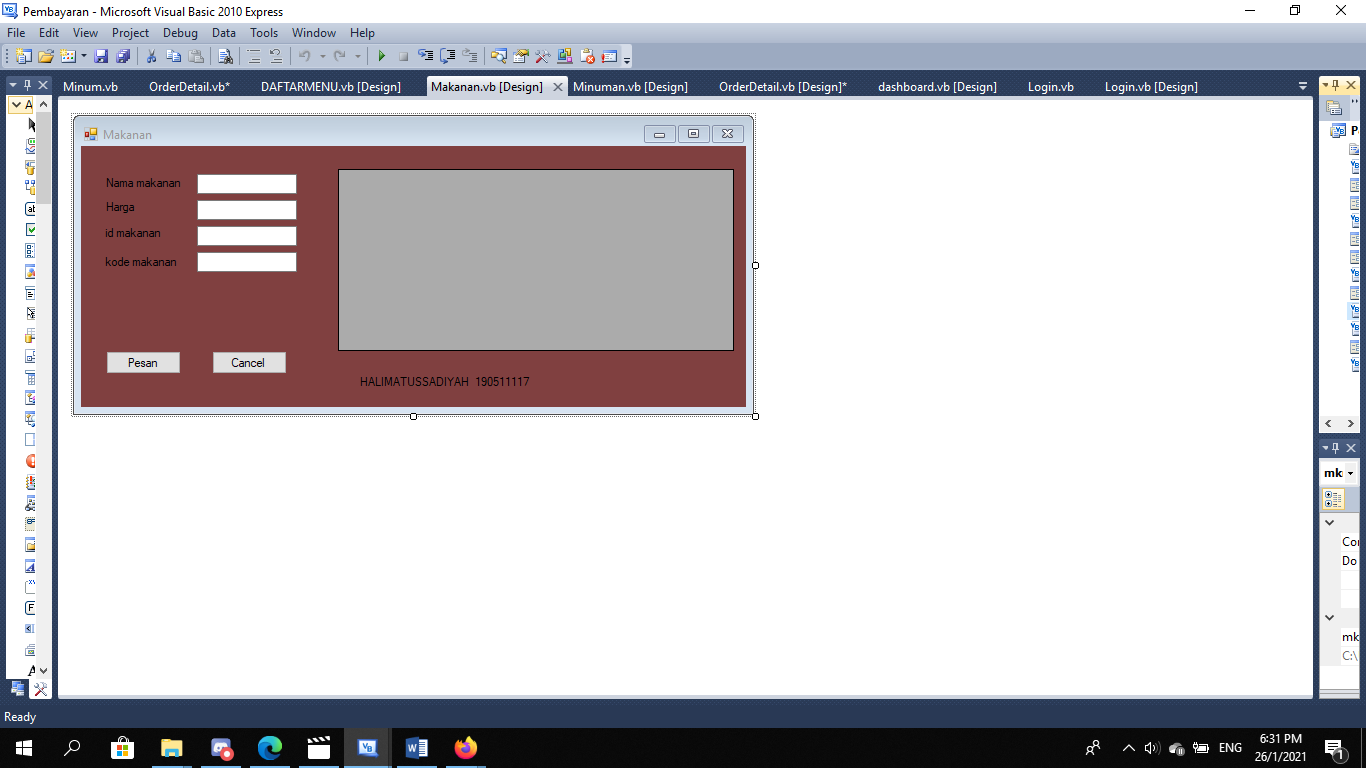 Pembayaran - Microsoft Visual Basic 2010 Express
File Edit View Project Debug Data Tools Window Help
Minum.vb OrderDetail.vb* DAFTARMENU.vb [Design] Makanan.vb [Design] Minuman.vb [Design] OrderDetail.vb [Design]* dashboard.vb [Design] Login.vb Login.vb [Design]
Makanan
Nama makanan
Harga
id makanan
kode makanan
Pesan Cancel
HALIMATUSSADIYAH 190511117
mk
Do
mk
C:\
Ready
ENG
6:31 PM
26/1/2021
1